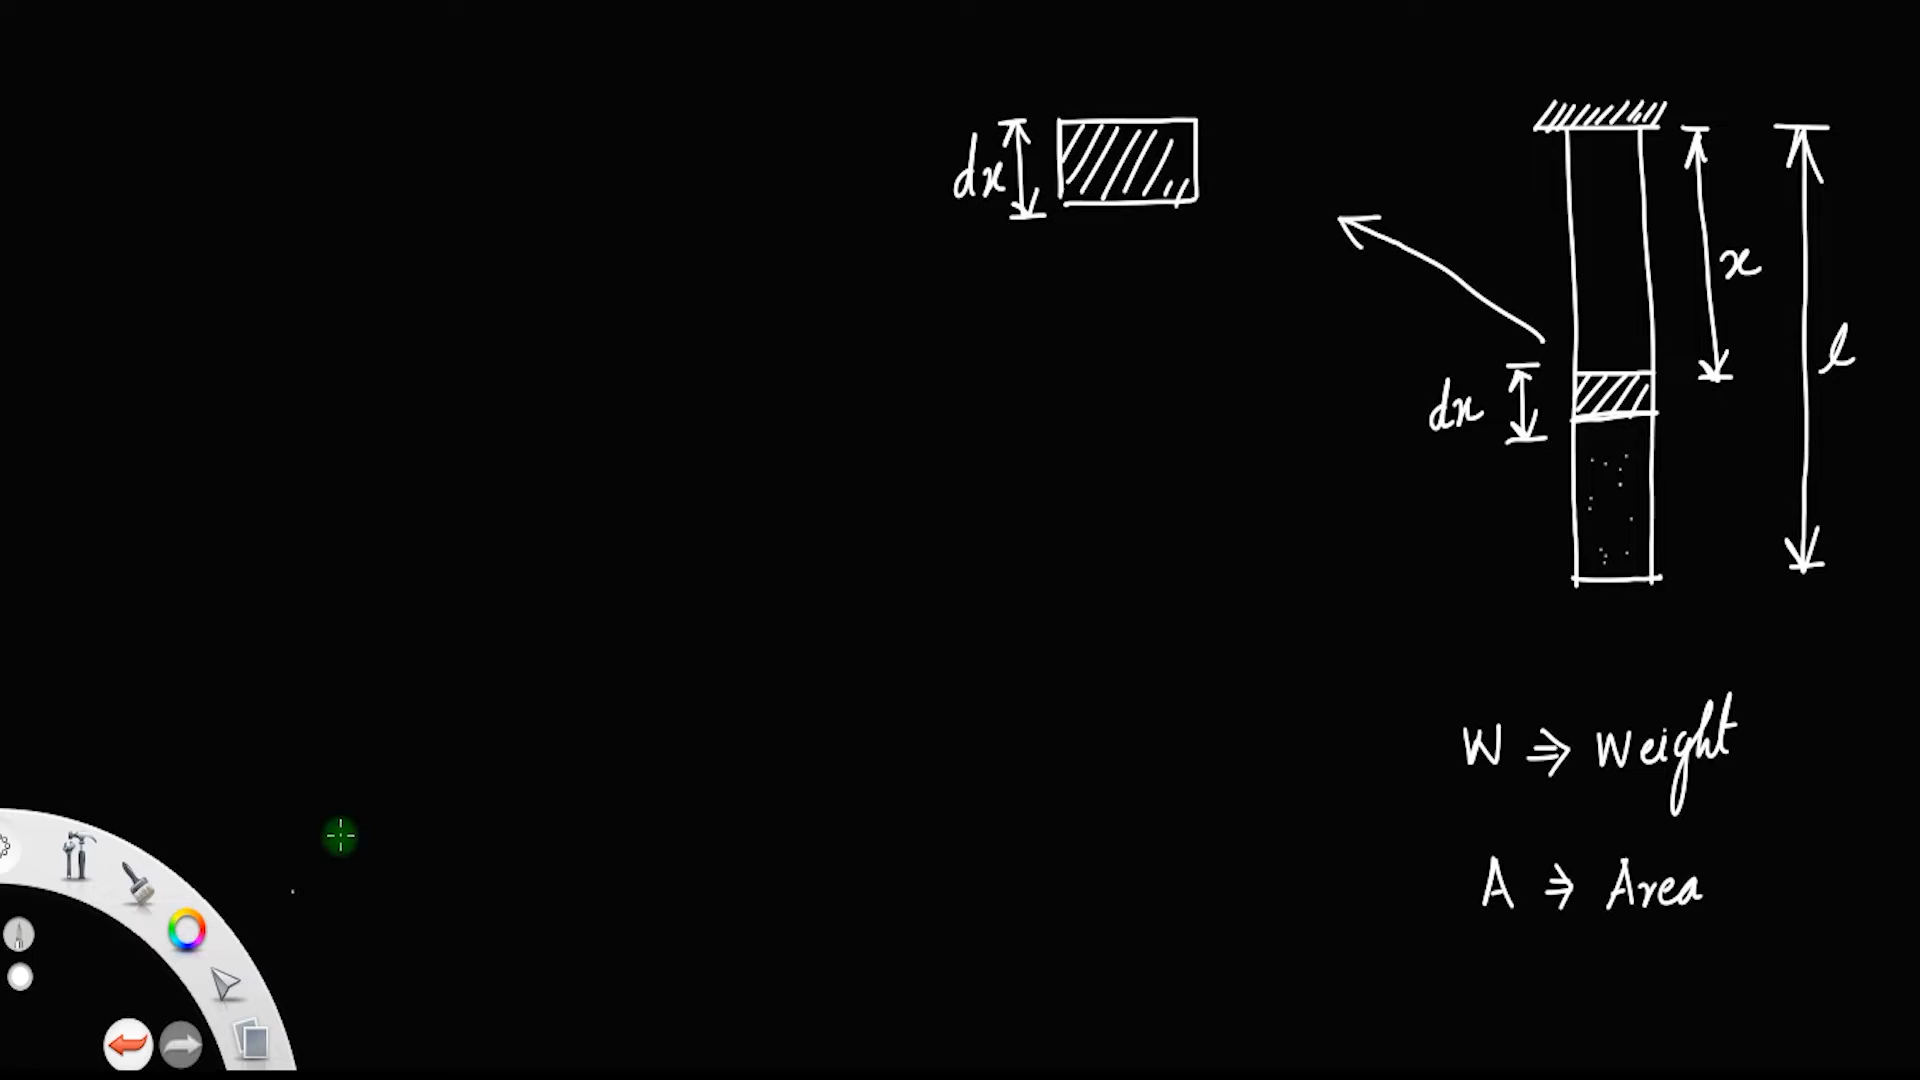 dx
x
l
dx
W ⇒ Weight
A ⇒ Area